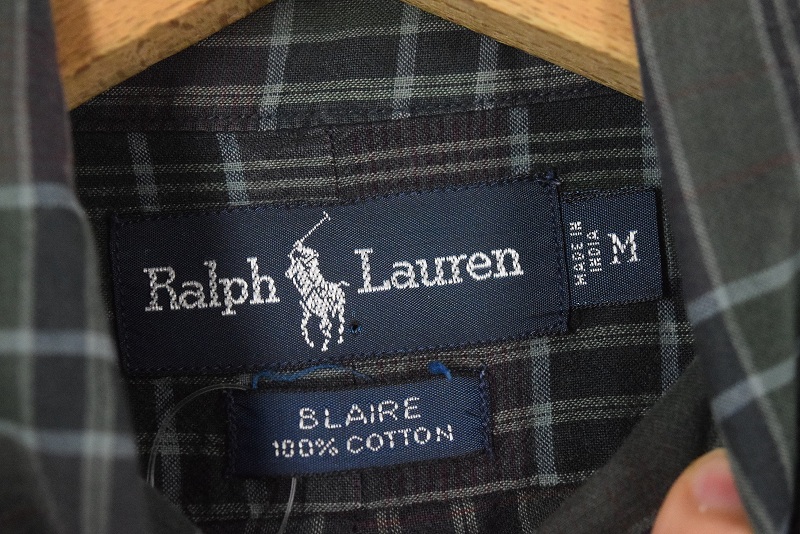 Ralph Lauren
MADE IN
INDIA
M
BLAIRE
100% COTTON